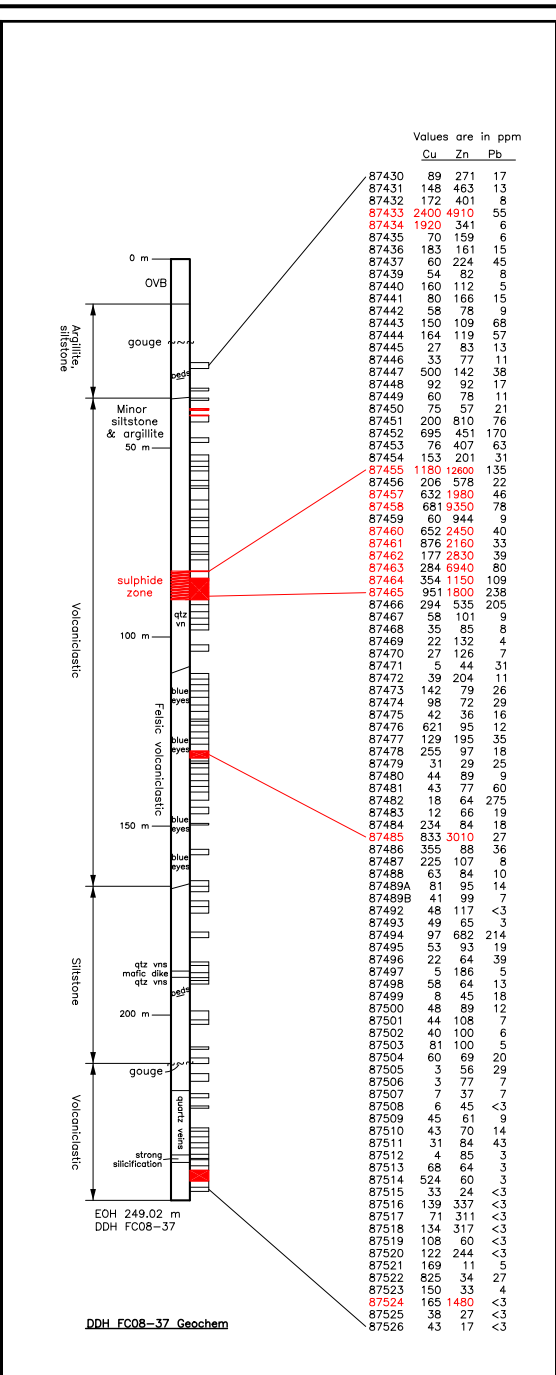 Values are in ppm
Cu Zn Pb
87430 89 271 17
87431 148 463 13
87432 172 401 8
87433 2400 4910 55
87434 1920 341 6
87435 70 159 6
87436 183 161 15
87437 60 224 45
87439 54 82 8
87440 160 112 5
87441 80 166 15
87442 58 78 9
87443 150 109 68
87444 164 119 57
87445 27 83 13
87446 33 77 11
87447 500 142 38
87448 92 92 17
87449 60 78 11
87450 75 57 21
87451 200 810 76
87452 695 451 170
87453 76 407 63
87454 153 201 31
87455 1180 12600 135
87456 206 578 22
87457 632 1980 46
87458 681 9350 78
87459 60 944 9
87460 652 2450 40
87461 876 2160 33
87462 177 2830 39
87463 284 6940 80
87464 354 1150 109
87465 951 1800 238
87466 294 535 205
87467 58 101 9
87468 35 85 8
87469 22 132 4
87470 27 126 7
87471 5 44 31
87472 39 204 11
87473 142 79 26
87474 98 72 29
87475 42 36 16
87476 621 95 12
87477 129 195 35
87478 255 97 18
87479 31 29 25
87480 44 89 9
87481 43 77 60
87482 18 64 275
87483 12 66 19
87484 234 84 18
87485 833 3010 27
87486 355 88 36
87487 225 107 8
87488 63 84 10
87489A 81 95 14
87489B 41 99 7
87492 48 117 <3
87493 49 65 3
87494 97 682 214
87495 53 93 19
87496 22 64 39
87497 5 186 5
87498 58 64 13
87499 8 45 18
87500 48 89 12
87501 44 108 7
87502 40 100 6
87503 81 100 5
87504 60 69 20
87505 3 56 29
87506 3 77 7
87507 7 37 7
87508 6 45 <3
87509 45 61 9
87510 43 70 14
87511 31 84 43
87512 4 85 3
87513 68 64 3
87514 524 60 3
87515 33 24 <3
87516 139 337 <3
87517 71 311 <3
87518 134 317 <3
87519 108 60 <3
87520 122 244 <3
87521 169 11 5
87522 825 34 27
87523 150 33 4
87524 165 1480 <3
87525 38 27 <3
87526 43 17 <3
0 m
OVB
Argillite,
siltstone
gouge
beds
Minor
siltstone
& argillite
50 m
sulphide
zone
Volcaniclastic
qtz
vn
100 m
blue
eyes
Felsic volcaniclastic
blue
eyes
150 m
blue
eyes
blue
eyes
Siltstone
qtz vns
mafic dike
qtz vns
beds
200 m
gouge
Volcaniclastic
quartz veins
strong
silicification
EOH 249.02 m
DDH FC08-37
DDH FC08-37 Geochem